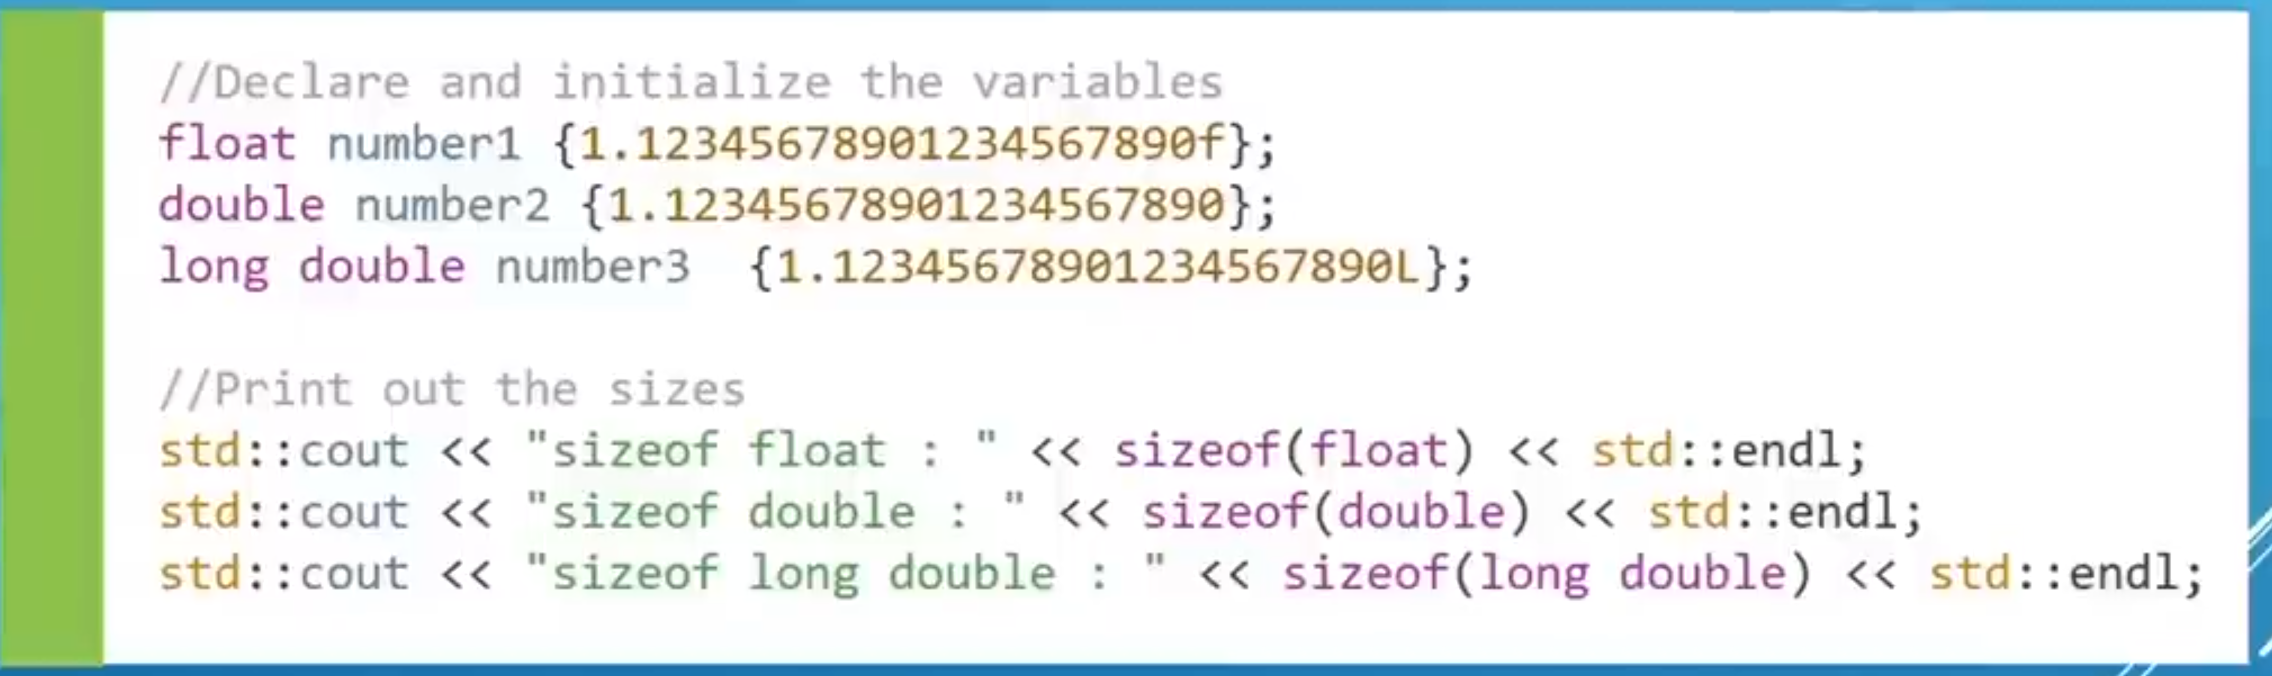 //Declare and initialize the variables
float number1 {1.12345678901234567890f};
double number2 {1.12345678901234567890};
long double number3  {1.12345678901234567890L};

//Print out the sizes
std::cout << "sizeof float : " << sizeof(float) << std::endl;
std::cout << "sizeof double : " << sizeof(double) << std::endl;
std::cout << "sizeof long double : " << sizeof(long double) << std::endl;